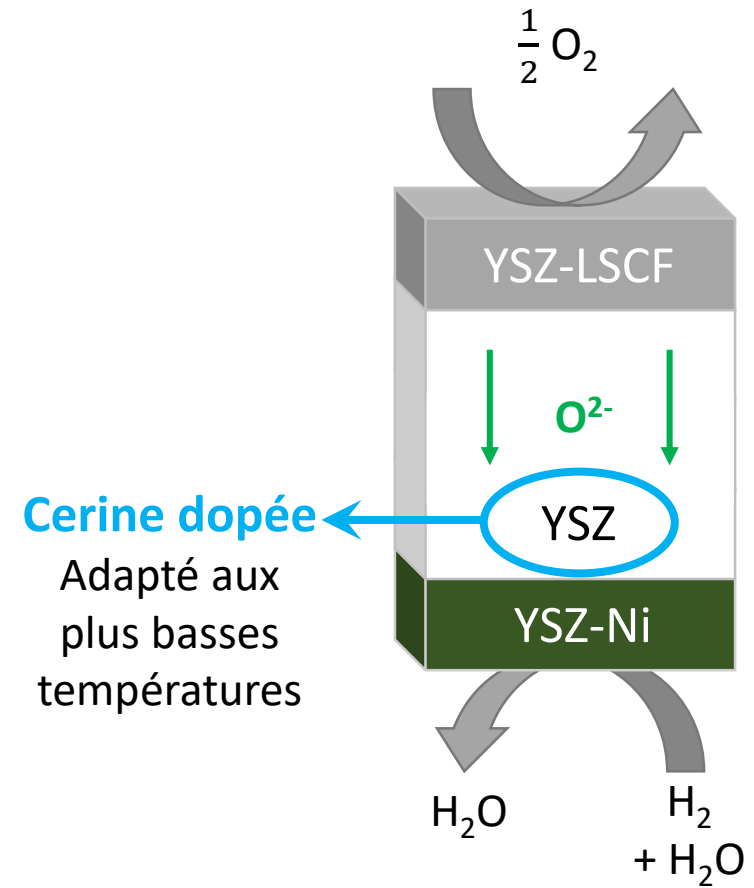 ½ O₂
YSZ-LSCF
O²⁻
Cerine dopée
YSZ
Adapté aux
plus basses
températures
YSZ-Ni
H₂O
H₂
+ H₂O